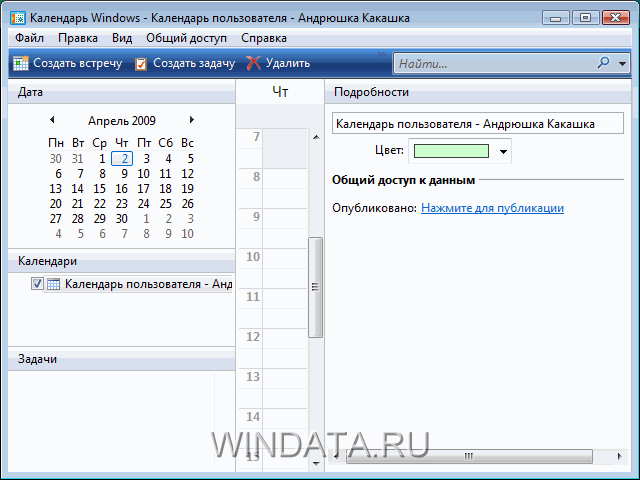 Календарь Windows - Календарь пользователя - Андрюшка Какашка
Файл Правка Вид Общий доступ Справка
Создать встречу Создать задачу Удалить Найти...
Дата
Апрель 2009
Пн Вт Ср Чт Пт Сб Вс
30 31 1 2 3 4 5
6 7 8 9 10 11 12
13 14 15 16 17 18 19
20 21 22 23 24 25 26
27 28 29 30 1 2 3
4 5 6 7 8 9 10
Календари
Календарь пользователя - Анд
Задачи
Чт
7
8
9
10
11
12
13
14
15
Подробности
Календарь пользователя - Андрюшка Какашка
Цвет:
Общий доступ к данным
Опубликовано: Нажмите для публикации
WINDATA.RU